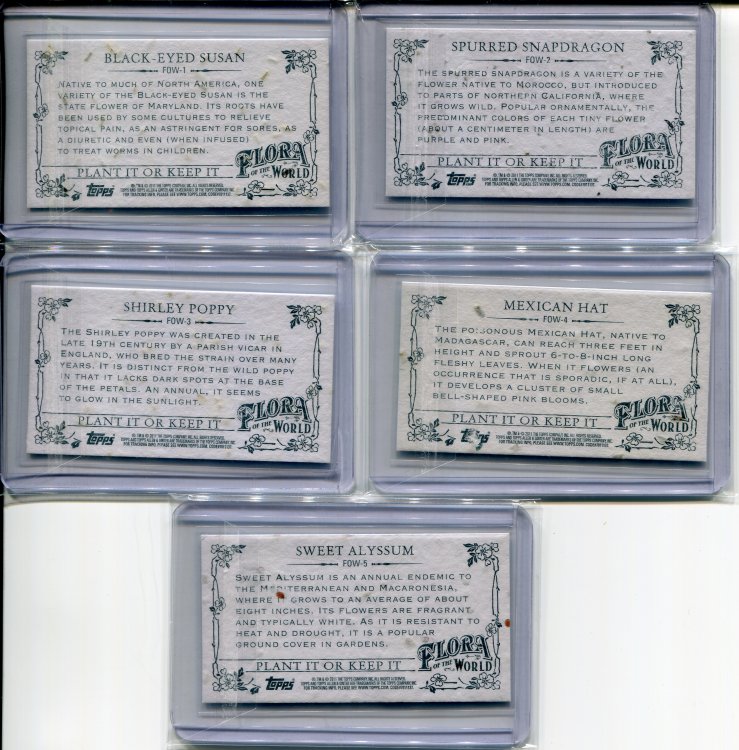 BLACK-EYED SUSAN
FOW-1
NATIVE TO MUCH OF NORTH AMERICA, ONE
VARIETY OF THE BLACK-EYED SUSAN IS THE
STATE FLOWER OF MARYLAND. ITS ROOTS HAVE
BEEN USED BY SOME CULTURES TO RELIEVE
TOPICAL PAIN, AS AN ASTRINGENT FOR SORES, AS
A DIURETIC AND EVEN (WHEN INFUSED)
TO TREAT WORMS IN CHILDREN.
PLANT IT OR KEEP IT
FLORA
OF THE WORLD
Topps
SPURRED SNAPDRAGON
FOW-2
THE SPURRED SNAPDRAGON IS A VARIETY OF THE
FLOWER NATIVE TO MOROCCO, BUT INTRODUCED
TO PARTS OF NORTHERN CALIFORNIA, WHERE
IT GROWS WILD. POPULAR ORNAMENTALLY, THE
PREDOMINANT COLORS OF EACH TINY FLOWER
(ABOUT A CENTIMETER IN LENGTH) ARE
PURPLE AND PINK.
PLANT IT OR KEEP IT
FLORA
OF THE WORLD
Topps
SHIRLEY POPPY
FOW-3
THE SHIRLEY POPPY WAS CREATED IN THE
LATE 19TH CENTURY BY A PARISH VICAR IN
ENGLAND, WHO BRED THE STRAIN OVER MANY
YEARS. IT IS DISTINCT FROM THE WILD POPPY
IN THAT IT LACKS DARK SPOTS AT THE BASE
OF THE PETALS. AN ANNUAL, IT SEEMS
TO GLOW IN THE SUNLIGHT.
PLANT IT OR KEEP IT
FLORA
OF THE WORLD
Topps
MEXICAN HAT
FOW-4
THE POISONOUS MEXICAN HAT, NATIVE TO
MADAGASCAR, CAN REACH THREE FEET IN
HEIGHT AND SPROUT 6-TO-8-INCH LONG
FLESHY LEAVES. WHEN IT FLOWERS (AN
OCCURRENCE THAT IS SPORADIC, IF AT ALL),
IT DEVELOPS A CLUSTER OF SMALL
BELL-SHAPED PINK BLOOMS.
PLANT IT OR KEEP IT
FLORA
OF THE WORLD
Topps
SWEET ALYSSUM
FOW-5
SWEET ALYSSUM IS AN ANNUAL ENDEMIC TO
THE MEDITERRANEAN AND MACARONESIA,
WHERE IT GROWS TO AN AVERAGE OF ABOUT
EIGHT INCHES. ITS FLOWERS ARE FRAGRANT
AND TYPICALLY WHITE. AS IT IS RESISTANT TO
HEAT AND DROUGHT, IT IS A POPULAR
GROUND COVER IN GARDENS.
PLANT IT OR KEEP IT
FLORA
OF THE WORLD
Topps